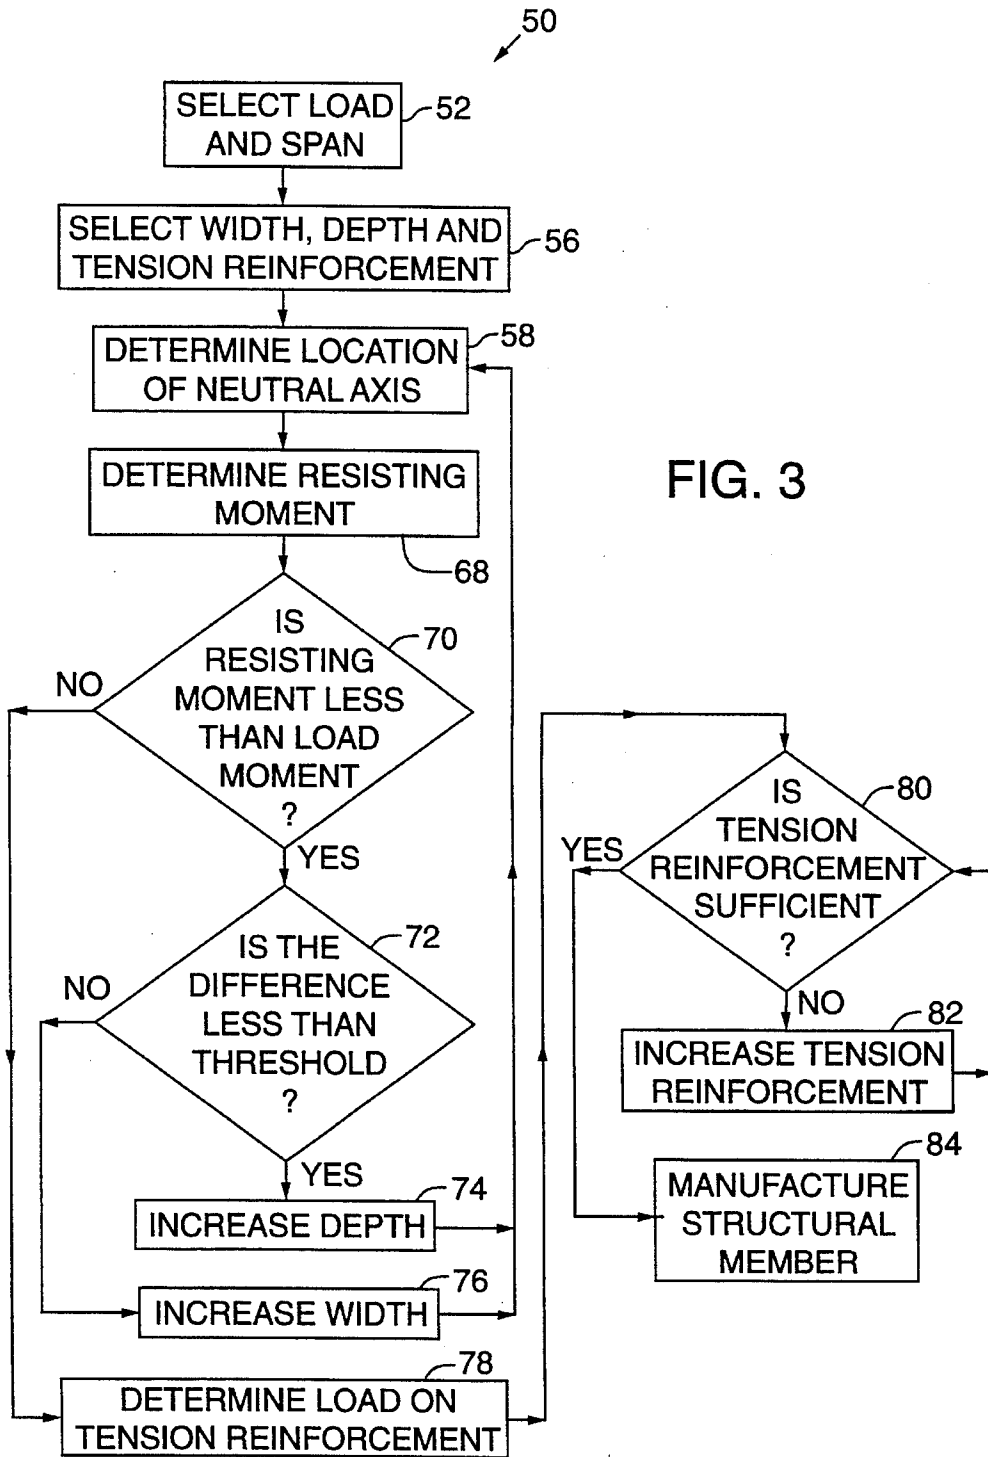 50
SELECT LOAD
AND SPAN
52
SELECT WIDTH, DEPTH AND
TENSION REINFORCEMENT
56
58
DETERMINE LOCATION
OF NEUTRAL AXIS
DETERMINE RESISTING
MOMENT
68
FIG. 3
IS
RESISTING
MOMENT LESS
THAN LOAD
MOMENT
?
70
NO
YES
IS THE
DIFFERENCE
LESS THAN
THRESHOLD
?
72
NO
YES
74
INCREASE DEPTH
76
INCREASE WIDTH
78
DETERMINE LOAD ON
TENSION REINFORCEMENT
IS
TENSION
REINFORCEMENT
SUFFICIENT
?
80
YES
NO
82
INCREASE TENSION
REINFORCEMENT
84
MANUFACTURE
STRUCTURAL
MEMBER